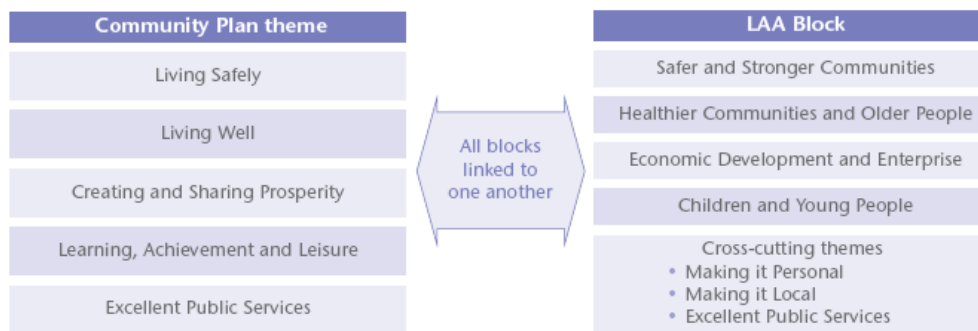 Community Plan theme
Living Safely
Living Well
Creating and Sharing Prosperity
Learning, Achievement and Leisure
Excellent Public Services
All blocks
linked to
one another
LAA Block
Safer and Stronger Communities
Healthier Communities and Older People
Economic Development and Enterprise
Children and Young People
Cross-cutting themes
• Making it Personal
• Making it Local
• Excellent Public Services